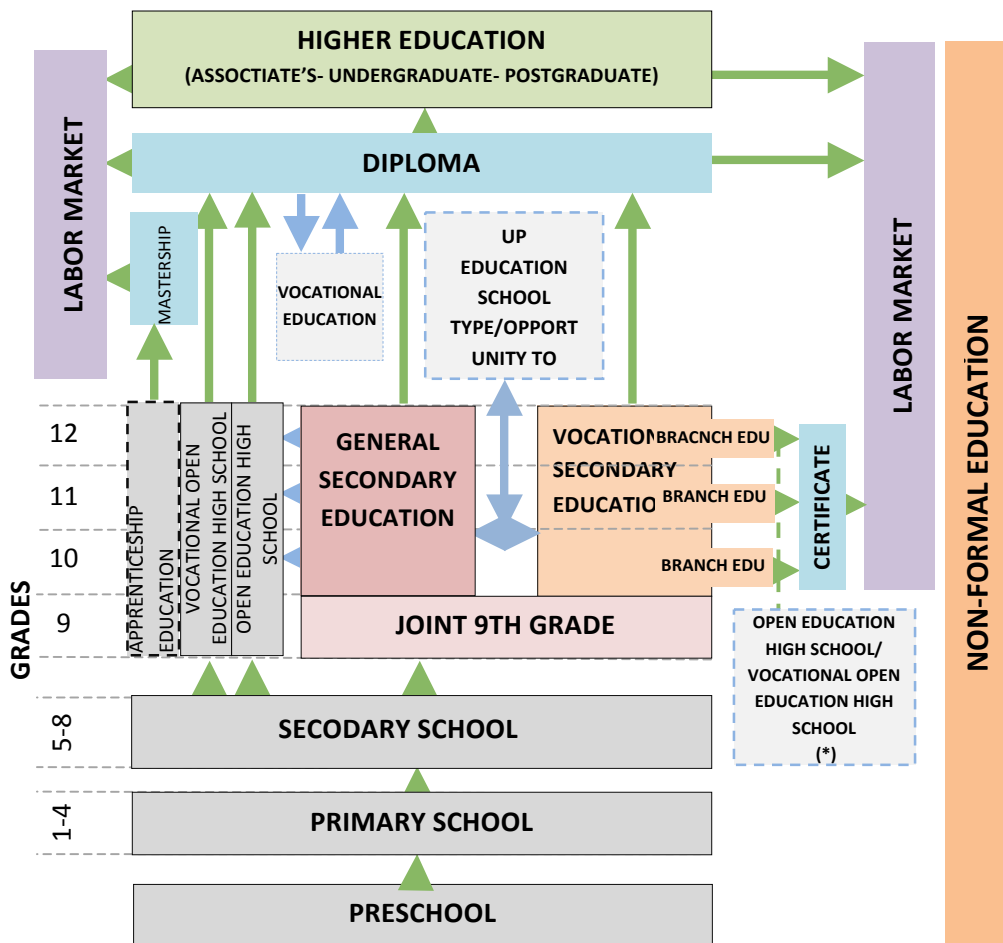 HIGHER EDUCATION
(ASSOCTIATE'S- UNDERGRADUATE- POSTGRADUATE)
LABOR MARKET
DIPLOMA
MASTERSHIP
VOCATIONAL
EDUCATION
UP
EDUCATION
SCHOOL
TYPE/OPPORT
UNITY TO
LABOR MARKET
NON-FORMAL EDUCATİON
GRADES
12
11
10
9
5-8
1-4
APPRENTICESHIP
EDUCATION
VOCATIONAL OPEN
EDUCATION HIGH SCHOOL
OPEN EDUCATION HIGH
SCHOOL
GENERAL
SECONDARY
EDUCATION
VOCATION
SECONDARY
EDUCATIO
BRACNCH EDU
BRANCH EDU
BRANCH EDU
CERTIFICATE
JOINT 9TH GRADE
OPEN EDUCATION
HIGH SCHOOL/
VOCATIONAL OPEN
EDUCATION HIGH
SCHOOL
(*)
SECODARY SCHOOL
PRIMARY SCHOOL
PRESCHOOL